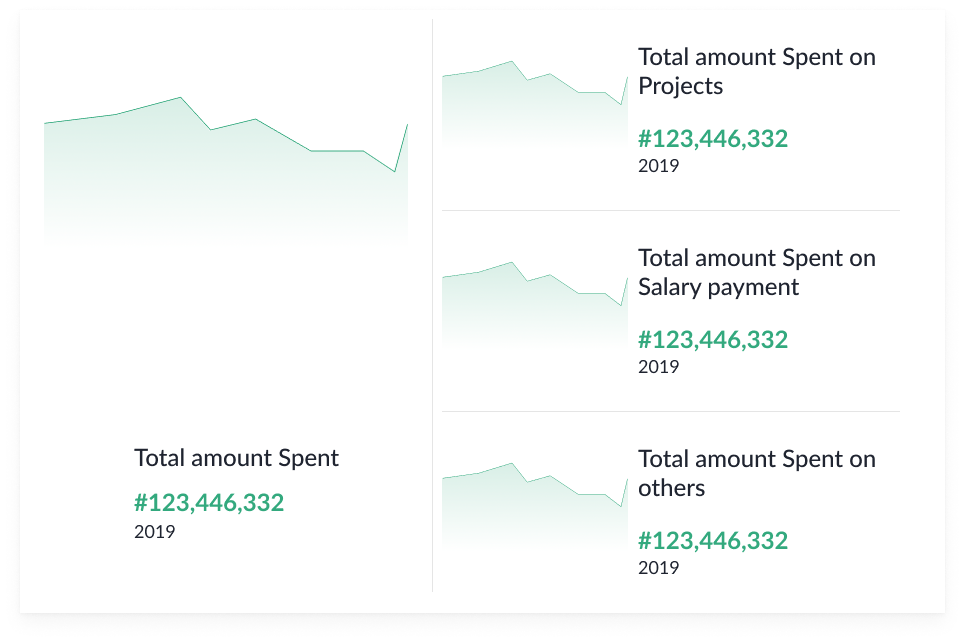 Total amount Spent
#123,446,332
2019
Total amount Spent on
Projects
#123,446,332
2019
Total amount Spent on
Salary payment
#123,446,332
2019
Total amount Spent on
others
#123,446,332
2019